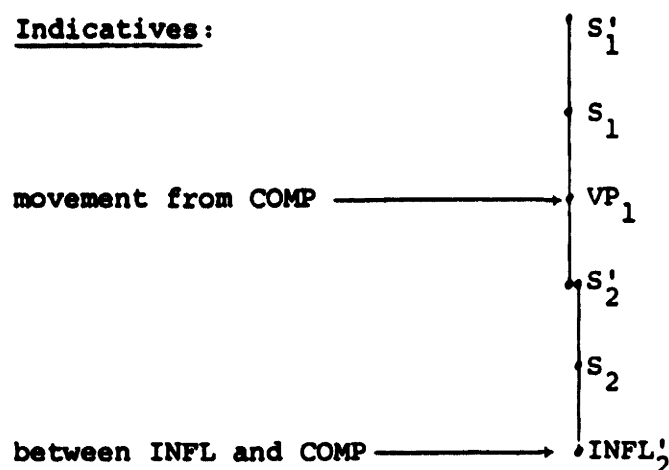 Indicatives: S'₁
S₁
movement from COMP VP₁
S'₂
S₂
between INFL and COMP INFL'₂